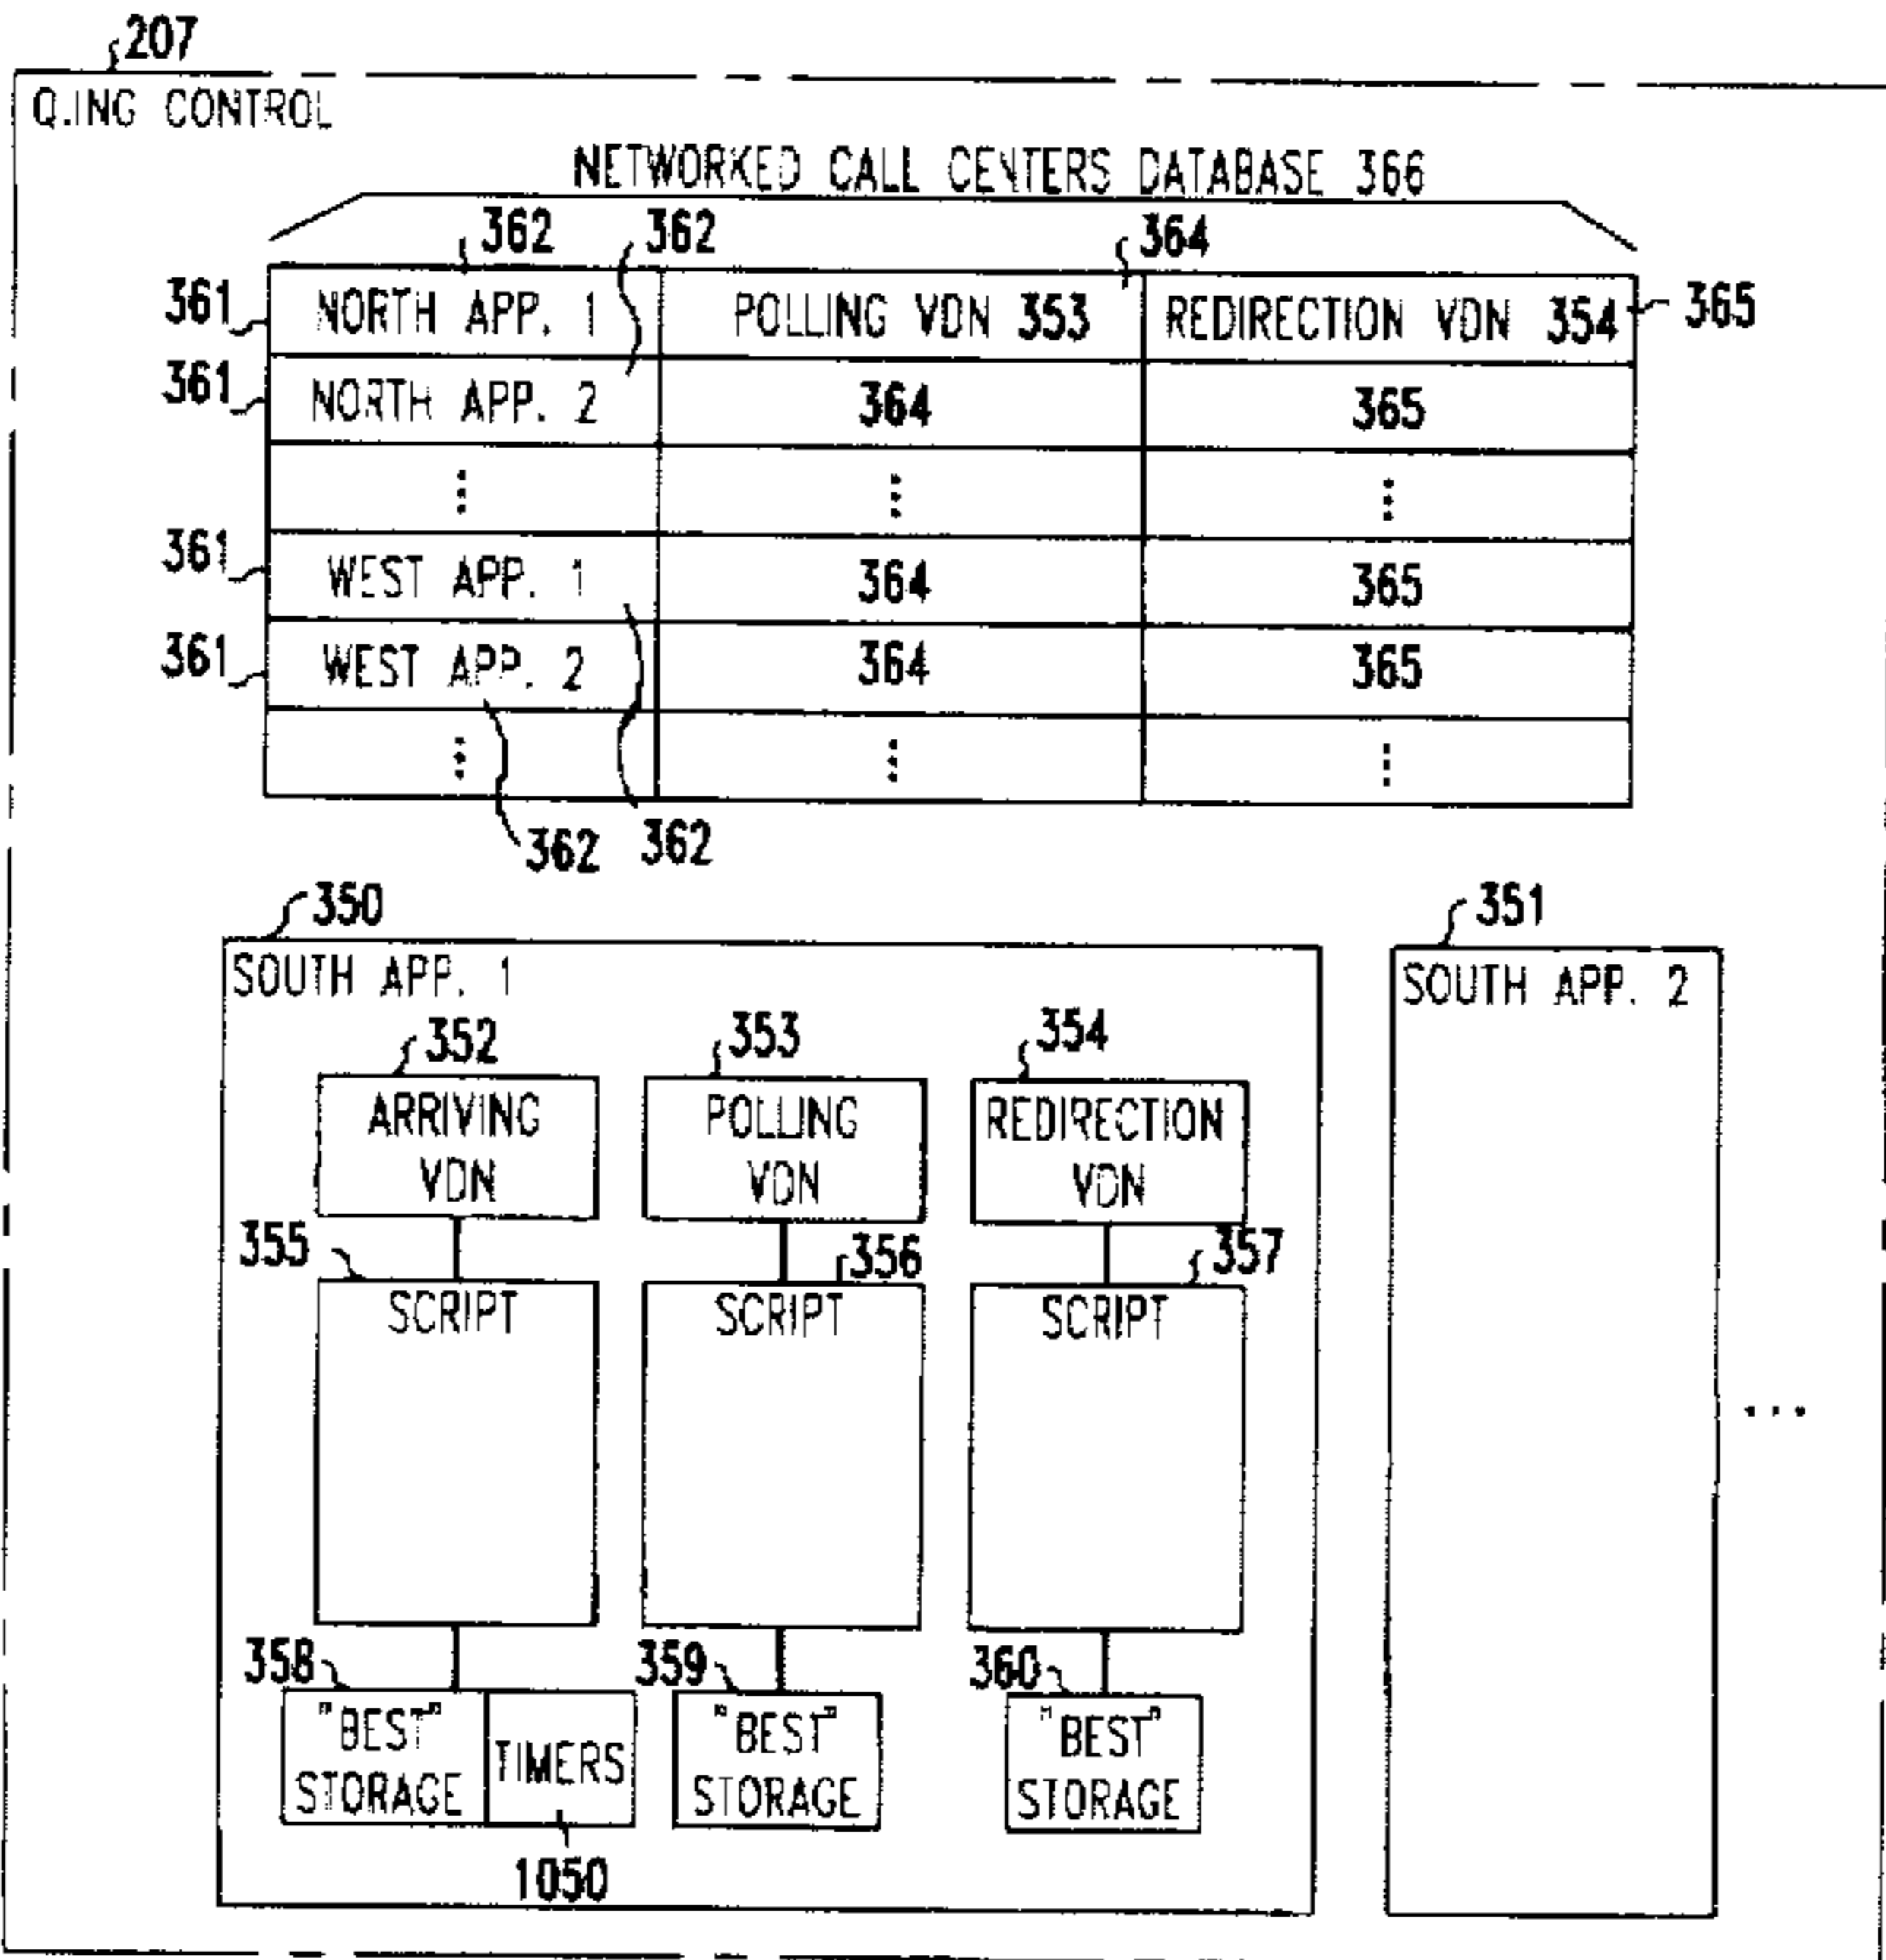 207
Q.ING CONTROL
NETWORKED CALL CENTERS DATABASE 366
362 362 364
361 NORTH APP. 1 POLLING VDN 353 REDIRECTION VDN 354 365
361 NORTH APP. 2 364 365
361 WEST APP. 1 364 365
361 WEST APP. 2 364 365
362 362
350 351
SOUTH APP. 1 SOUTH APP. 2
352 353 354
ARRIVING VDN
POLLING VDN
REDIRECTION VDN
355 356 357
SCRIPT SCRIPT SCRIPT
358 359 360
"BEST" STORAGE
TIMERS
"BEST" STORAGE
"BEST" STORAGE
1050